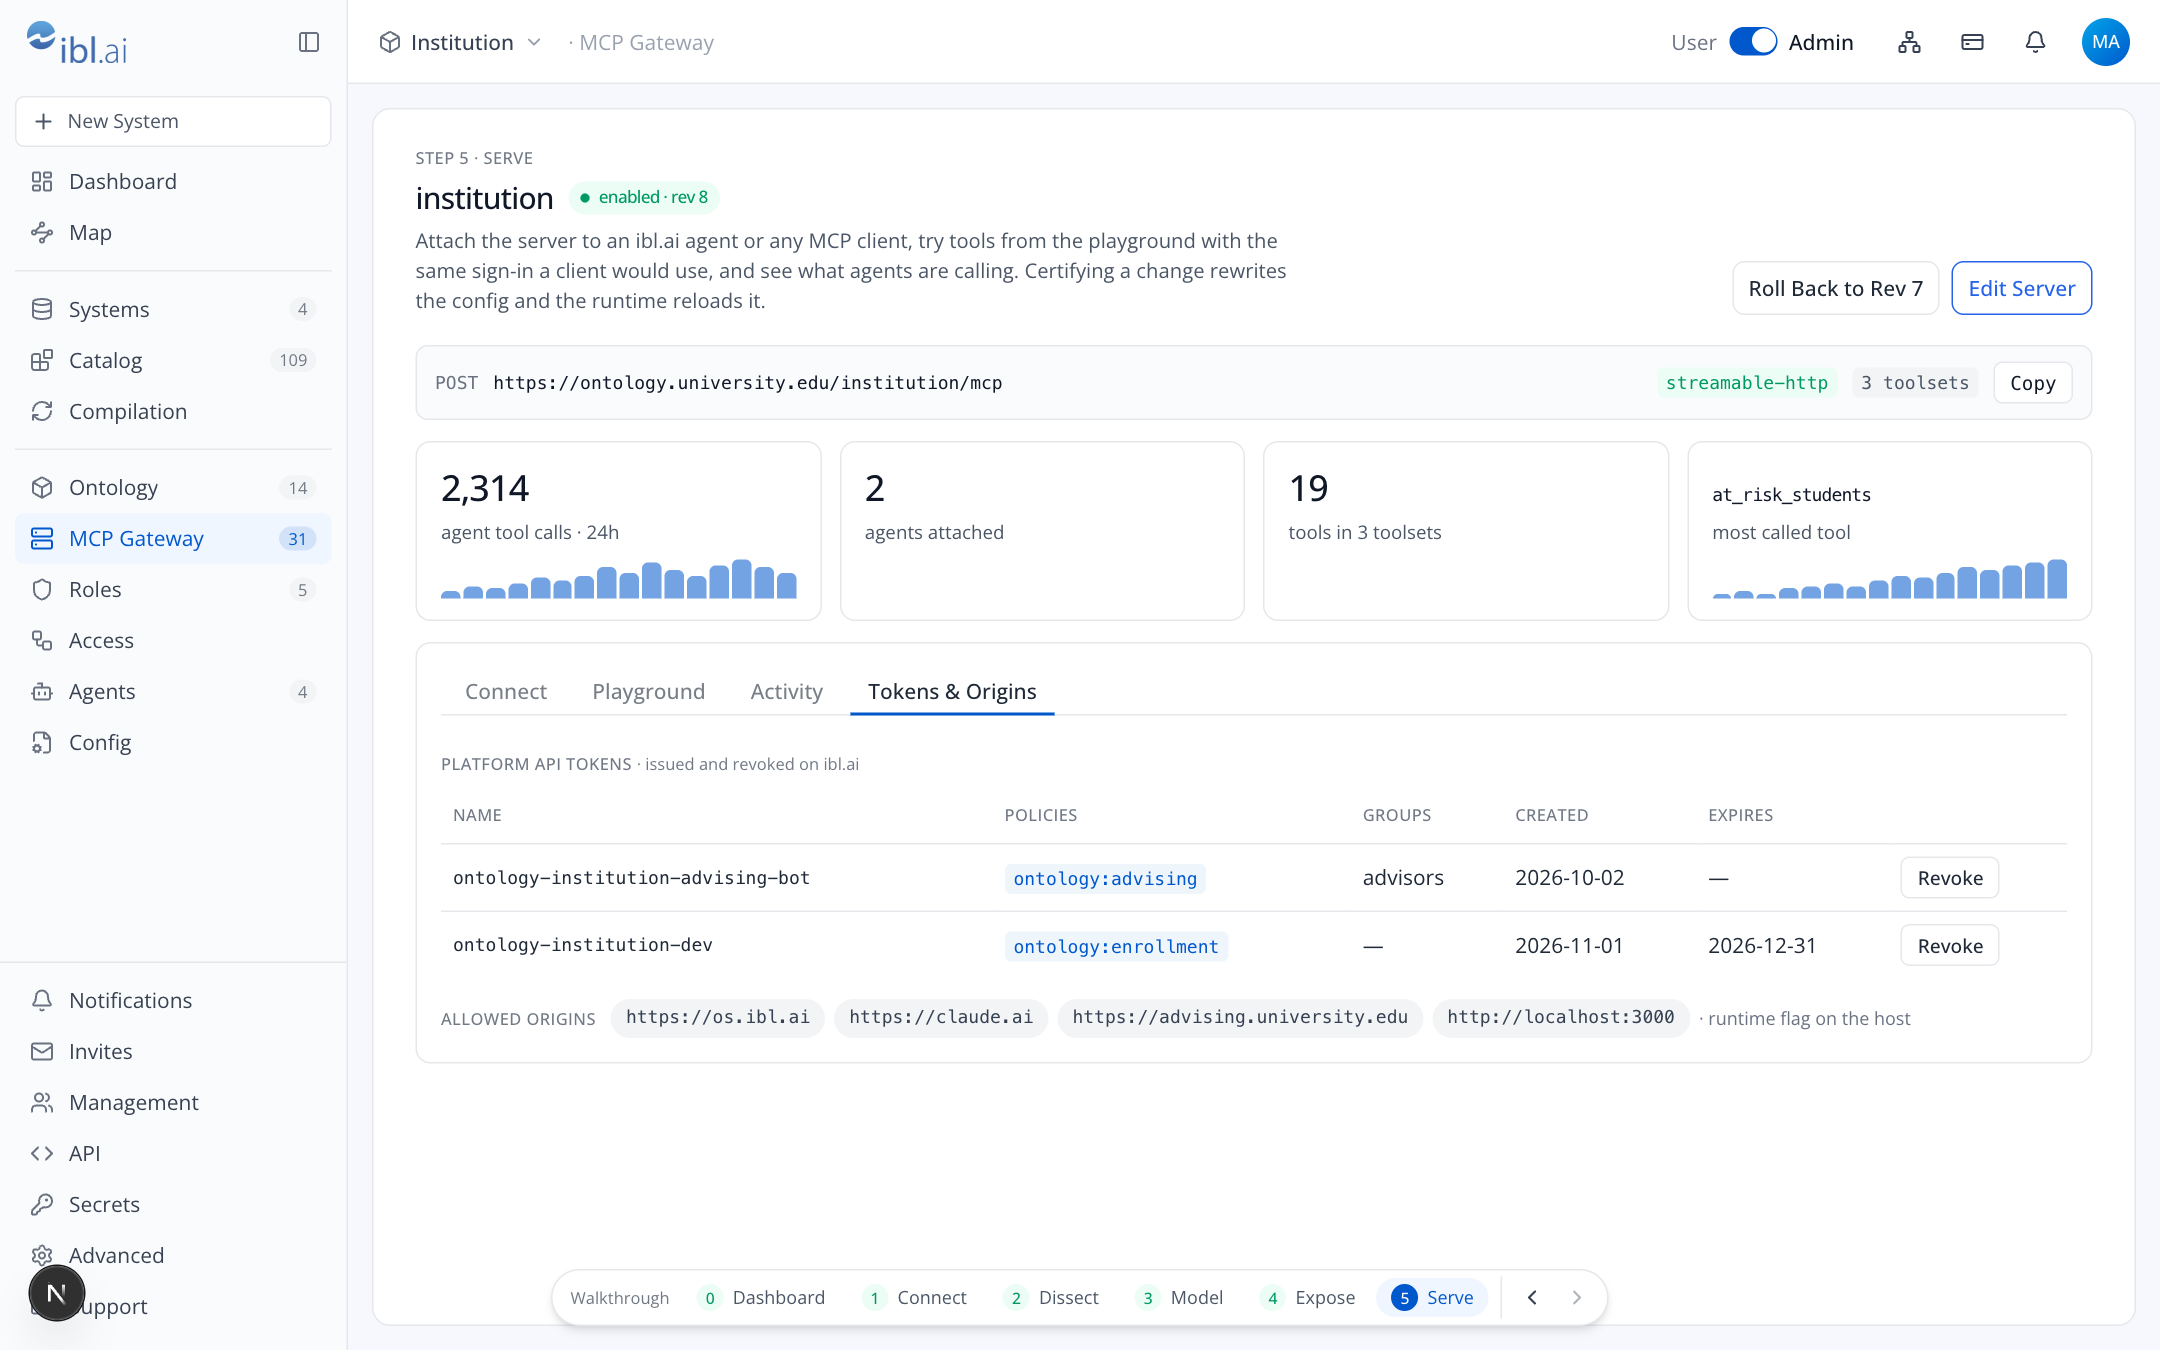 ibl.ai
New System
Dashboard
Map
Systems 4
Catalog 109
Compilation
Ontology 14
MCP Gateway 31
Roles 5
Access
Agents 4
Config
Notifications
Invites
Management
API
Secrets
Advanced
N
upport
Institution · MCP Gateway
User Admin MA
STEP 5 · SERVE
institution enabled · rev 8
Attach the server to an ibl.ai agent or any MCP client, try tools from the playground with the
same sign-in a client would use, and see what agents are calling. Certifying a change rewrites
the config and the runtime reloads it.
Roll Back to Rev 7 Edit Server
POST https://ontology.university.edu/institution/mcp streamable-http 3 toolsets Copy
2,314
agent tool calls · 24h
2
agents attached
19
tools in 3 toolsets
at_risk_students
most called tool
Connect Playground Activity Tokens & Origins
PLATFORM API TOKENS · issued and revoked on ibl.ai
NAME POLICIES GROUPS CREATED EXPIRES
ontology-institution-advising-bot ontology:advising advisors 2026-10-02 — Revoke
ontology-institution-dev ontology:enrollment — 2026-11-01 2026-12-31 Revoke
ALLOWED ORIGINS https://os.ibl.ai https://claude.ai https://advising.university.edu http://localhost:3000 · runtime flag on the host
Walkthrough 0 Dashboard 1 Connect 2 Dissect 3 Model 4 Expose 5 Serve